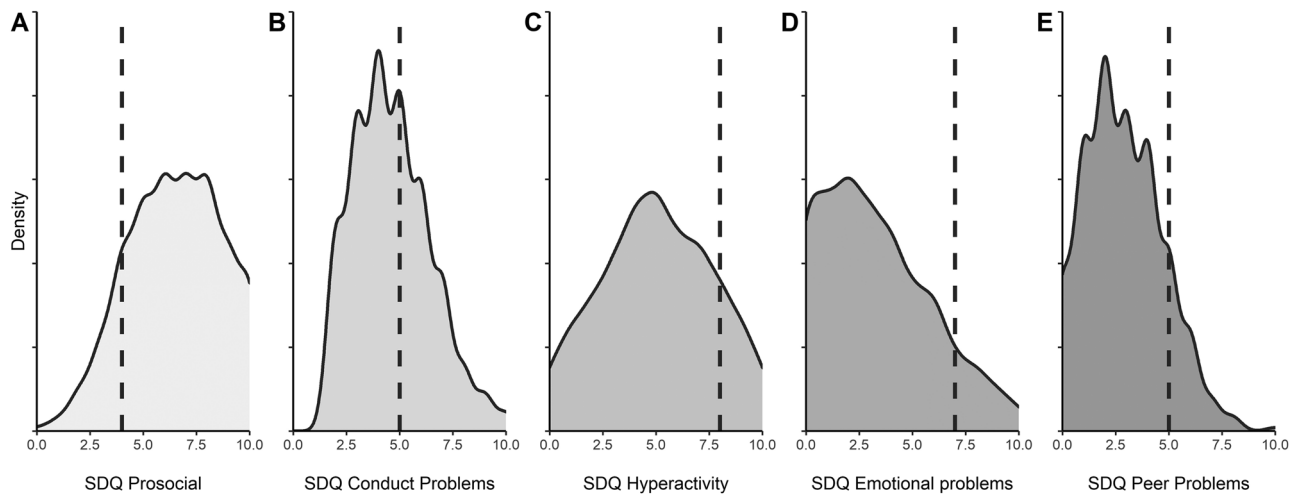 A B C D E
Density
0.0 2.5 5.0 7.5 10.0 0.0 2.5 5.0 7.5 10.0 0.0 2.5 5.0 7.5 10.0 0.0 2.5 5.0 7.5 10.0 0.0 2.5 5.0 7.5 10.0
SDQ Prosocial SDQ Conduct Problems SDQ Hyperactivity SDQ Emotional problems SDQ Peer Problems